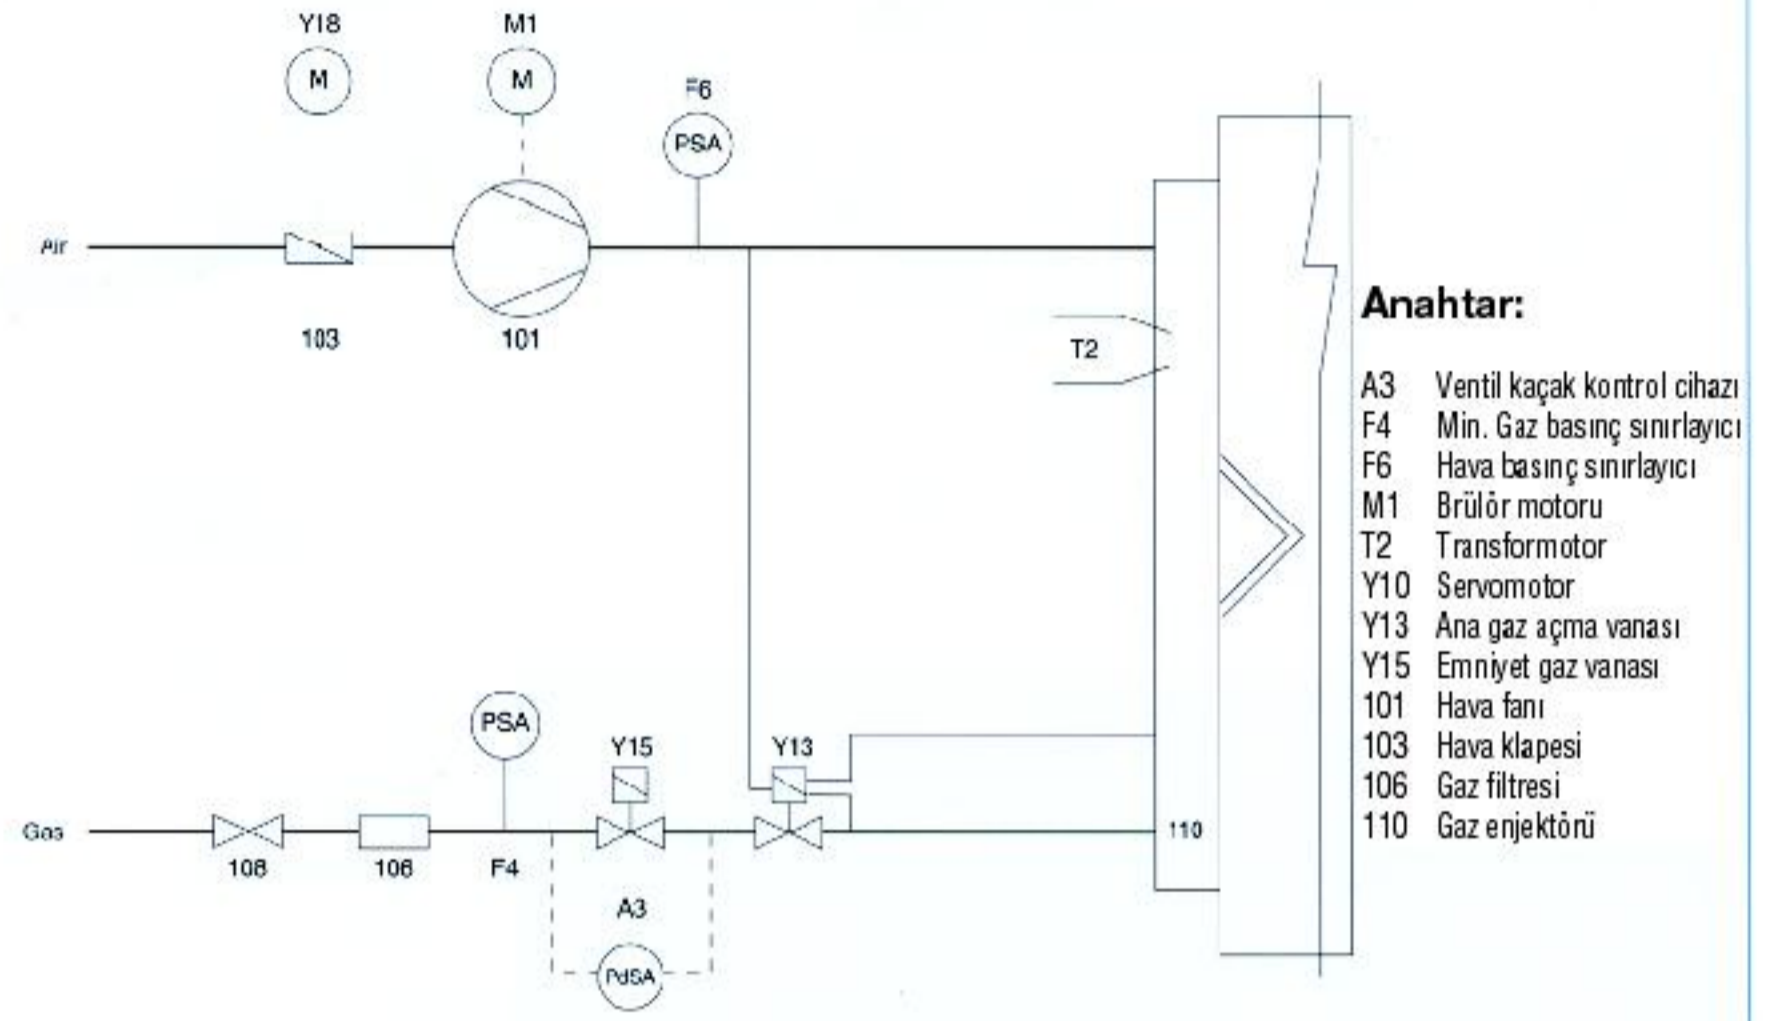 YI8
M1
M
M
F6
PSA
Air
103
101
T2
Anahtar:
A3 Ventil kaçak kontrol cihazı
F4 Min. Gaz basınç sınırlayıcı
F6 Hava basınç sınırlayıcı
M1 Brülör motoru
T2 Transformotor
Y10 Servomotor
Y13 Ana gaz açma vanası
Y15 Emniyet gaz vanası
101 Hava fanı
103 Hava klapesi
106 Gaz filtresi
110 Gaz enjektörü
PSA
Y15
Y13
Gas
110
108
106
F4
A3
PdSA